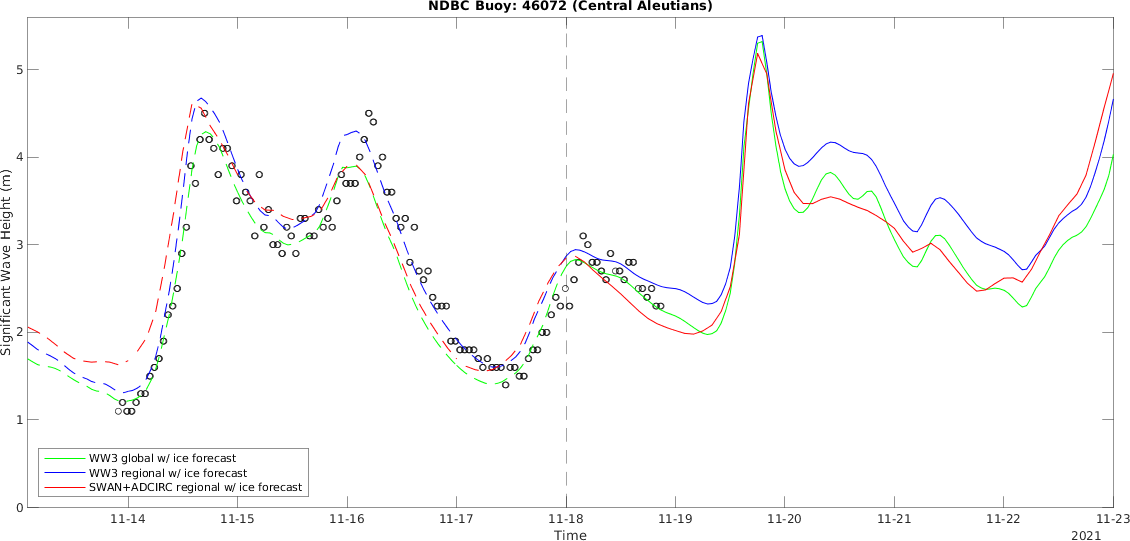 NDBC Buoy: 46072 (Central Aleutians)
Significant Wave Height (m)
5
4
3
2
1
0
WW3 global w/ ice forecast
WW3 regional w/ ice forecast
SWAN+ADCIRC regional w/ ice forecast
11-14 11-15 11-16 11-17 11-18 11-19 11-20 11-21 11-22 11-23
Time
2021